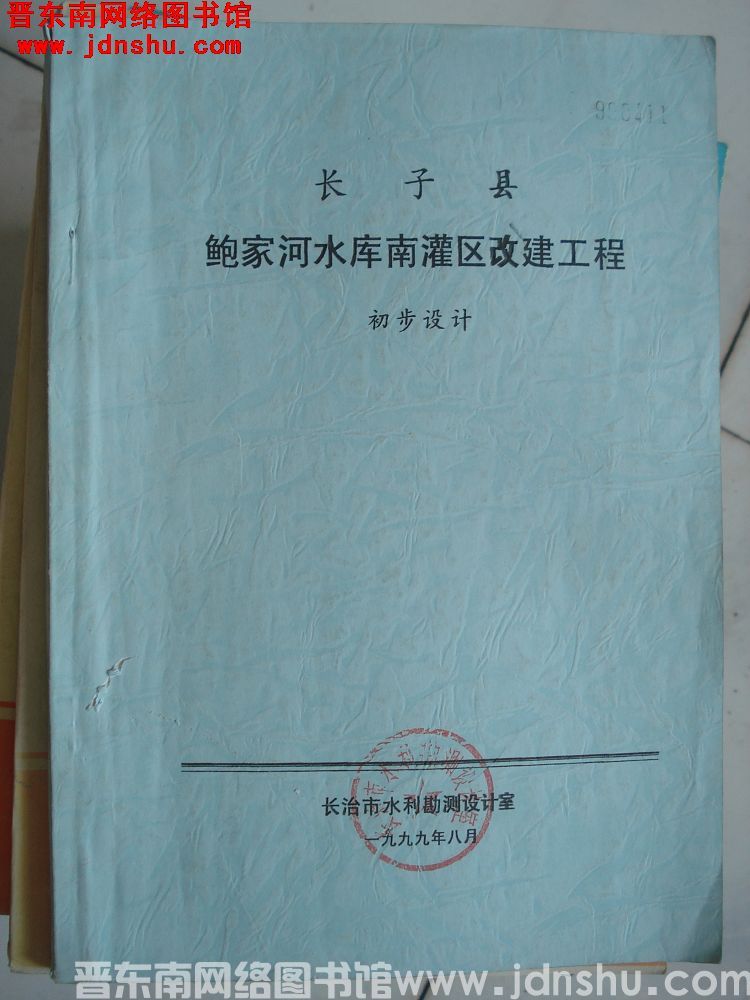 晋东南网络图书馆
www.jdnshu.com
长子县
鲍家河水库南灌区改建工程
初步设计
长治市水利勘测设计室
一九九九年八月
晋东南网络图书馆www.jdnshu.com